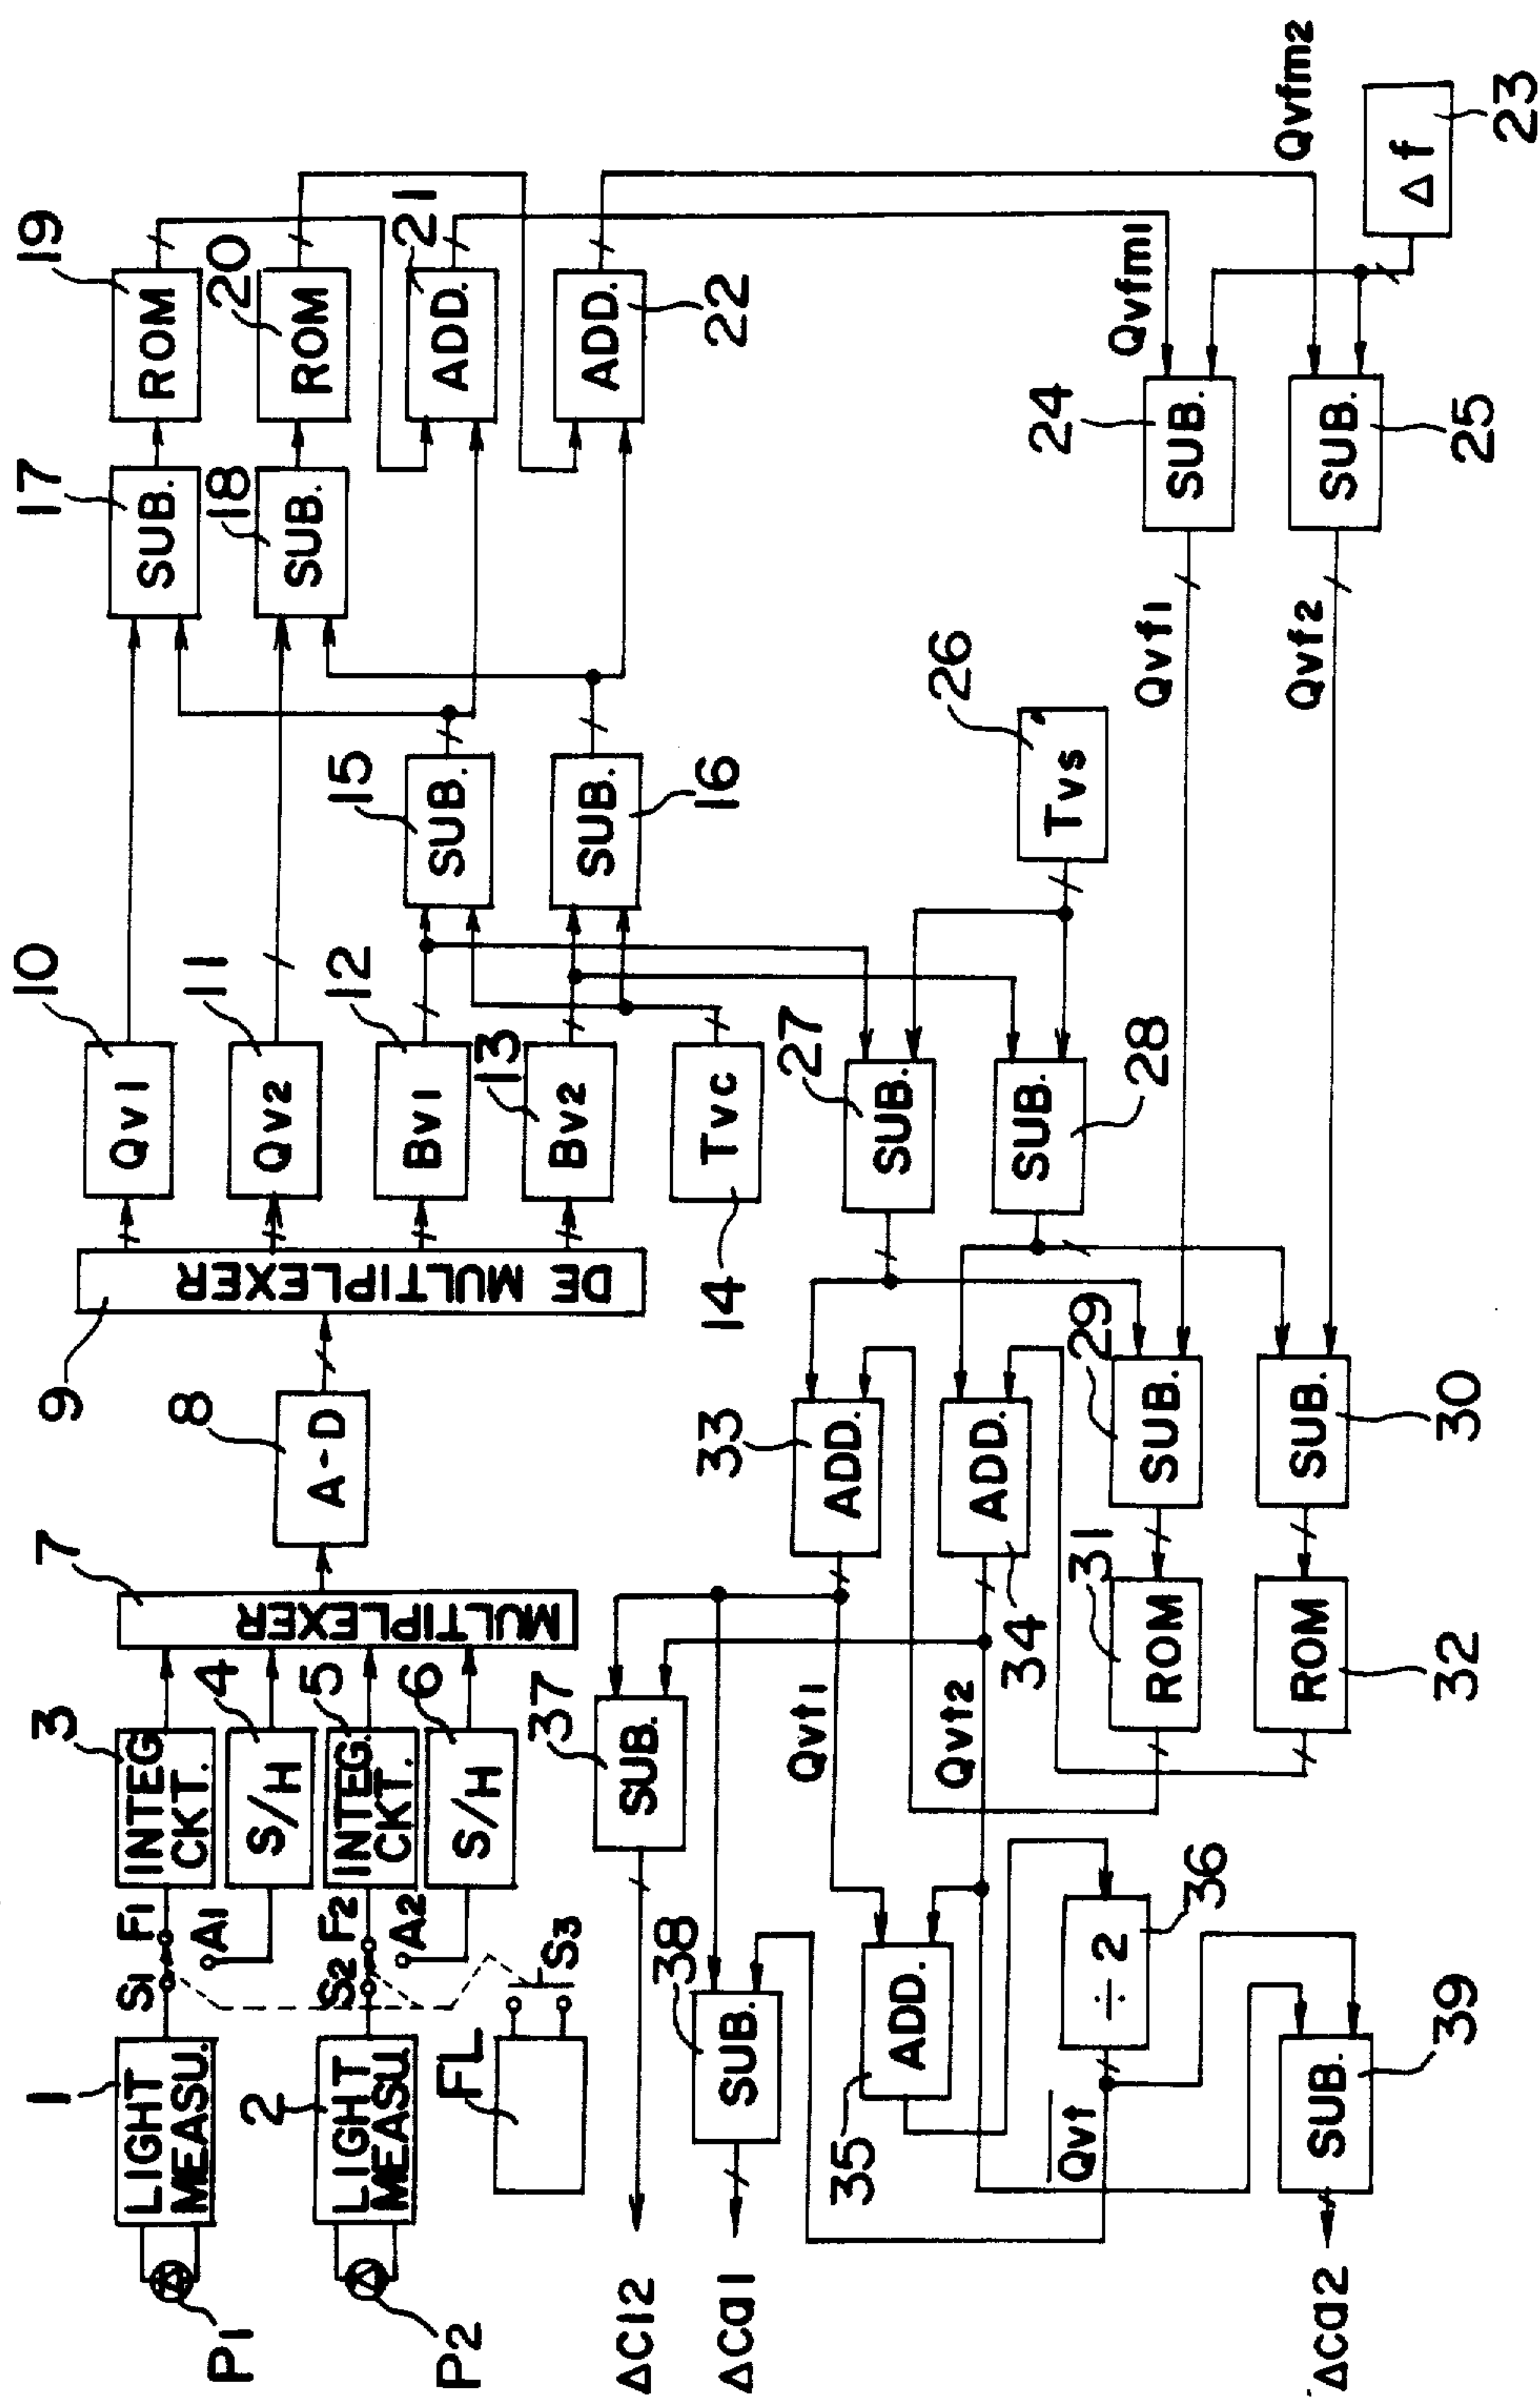 P1
1
LIGHT
MEASU.
S1
F1
A1
3
INTEG
CKT.
4
S/H
P2
2
LIGHT
MEASU.
S2
F2
A2
5
INTEG.
CKT.
6
S/H
FL
S3
7
MULTIPLEXER
8
A-D
9
DE MULTIPLEXER
10
Qv1
11
Qv2
12
Bv1
13
Bv2
14
Tvc
15
SUB.
16
SUB.
17
SUB.
18
SUB.
19
ROM
20
ROM
21
ADD.
22
ADD.
Qvfm1
Qvfm2
23
Δf
24
SUB.
25
SUB.
Qvf1
Qvf2
26
Tvs
27
SUB.
28
SUB.
29
SUB.
30
SUB.
31
ROM
32
ROM
33
ADD.
34
ADD.
Qvt1
Qvt2
37
SUB.
38
SUB.
35
ADD.
36
÷2
Qvt
39
SUB.
ΔC12
ΔCa1
ΔCa2